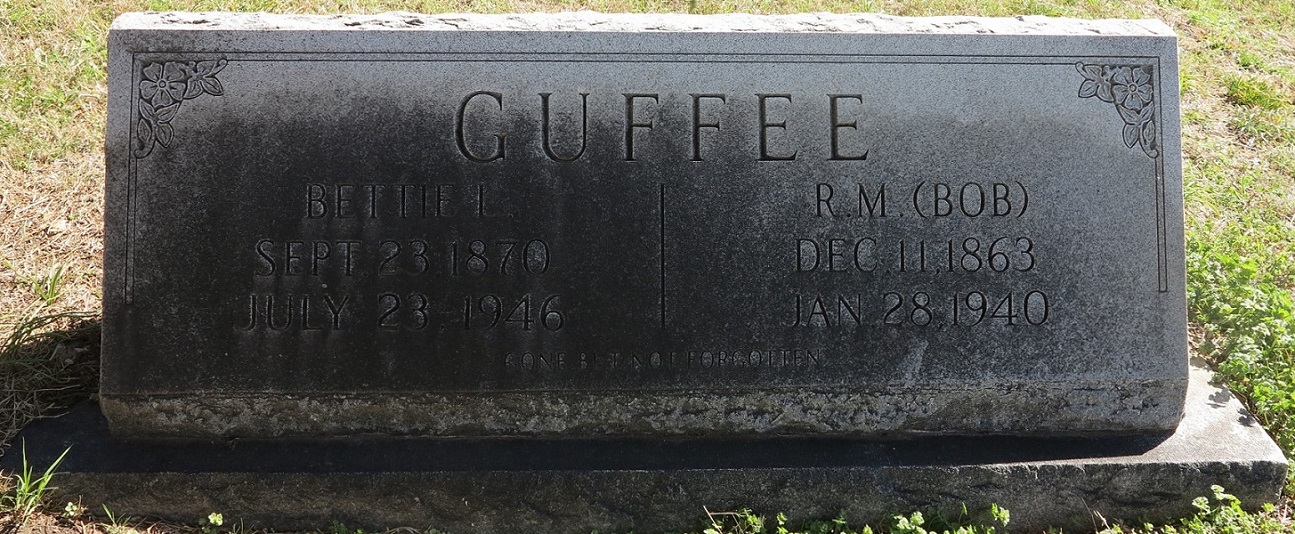 GUFFEE
BETTIE L.
SEPT. 23, 1870
JULY 23, 1946
R.M. (BOB)
DEC. 11, 1863
JAN. 28, 1940
GONE BUT NOT FORGOTTEN